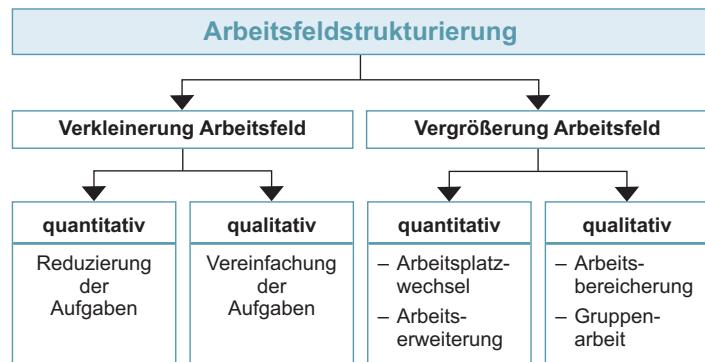 Arbeitsfeldstrukturierung
Verkleinerung Arbeitsfeld
Vergrößerung Arbeitsfeld
quantitativ
Reduzierung
der
Aufgaben
qualitativ
Vereinfachung
der
Aufgaben
quantitativ
– Arbeitsplatz-
wechsel
– Arbeits-
erweiterung
qualitativ
– Arbeits-
bereicherung
– Gruppen-
arbeit